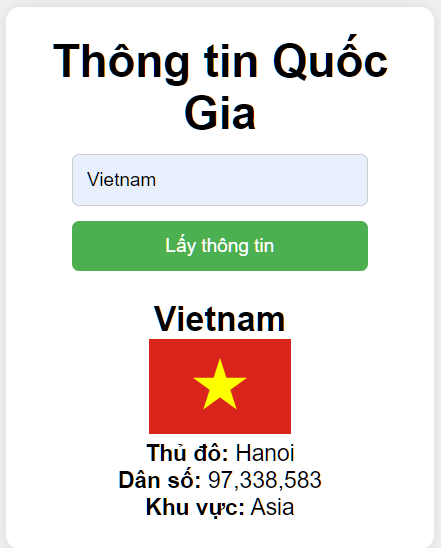 Thông tin Quốc
Gia
Vietnam
Lấy thông tin
Vietnam
Thủ đô: Hanoi
Dân số: 97,338,583
Khu vực: Asia